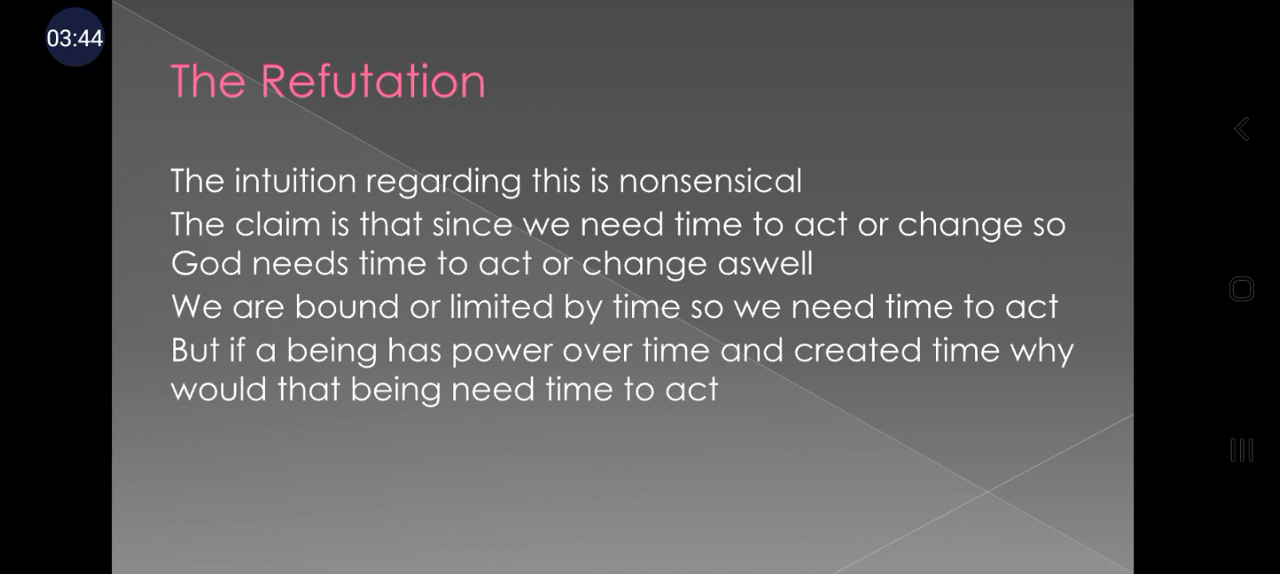 03:44
The Refutation
The intuition regarding this is nonsensical
The claim is that since we need time to act or change so
God needs time to act or change aswell
We are bound or limited by time so we need time to act
But if a being has power over time and created time why
would that being need time to act